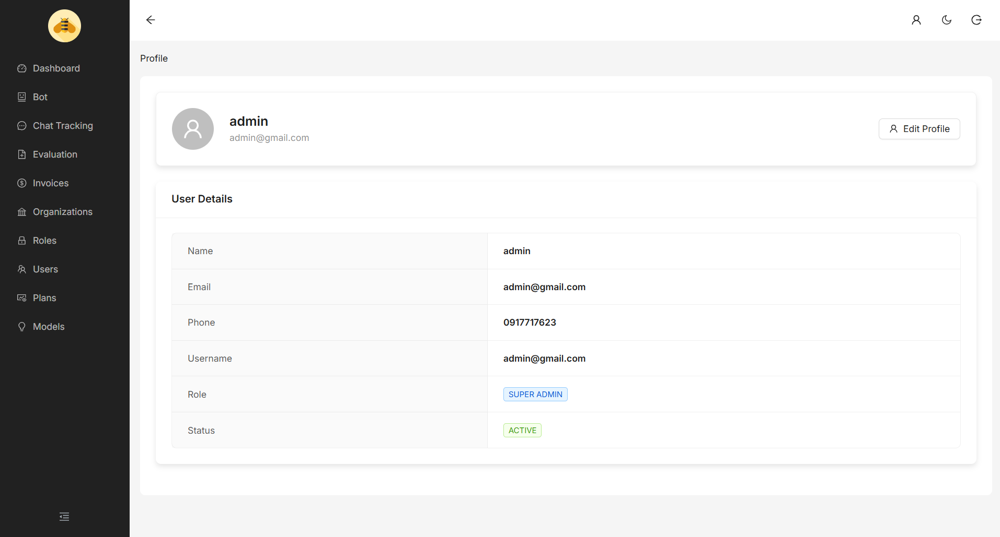 Dashboard
Bot
Chat Tracking
Evaluation
Invoices
Organizations
Roles
Users
Plans
Models
Profile
admin
admin@gmail.com
Edit Profile
User Details
Name admin
Email admin@gmail.com
Phone 0917717623
Username admin@gmail.com
Role SUPER ADMIN
Status ACTIVE